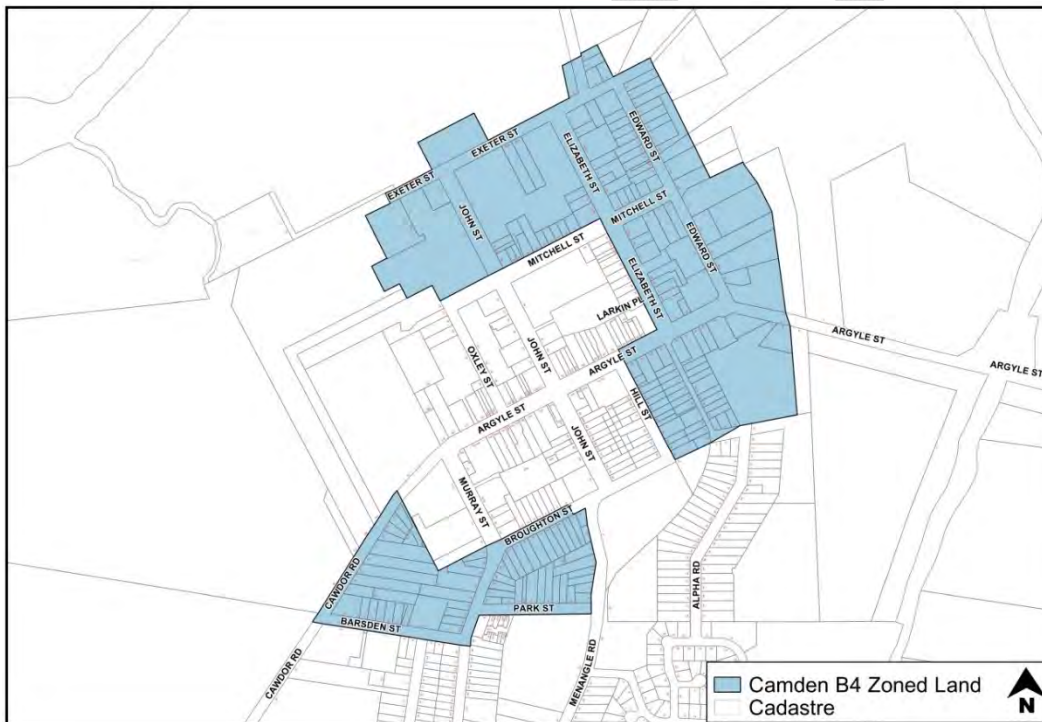 EXETER ST
EXETER ST
ELIZABETH ST
EDWARD ST
JOHN ST
MITCHELL ST
MITCHELL ST
EDWARD ST
ELIZABETH ST
LARKIN PL
OXLEY ST
JOHN ST
ARGYLE ST
ARGYLE ST
ARGYLE ST
ARGYLE ST
HILL ST
JOHN ST
MURRAY ST
BROUGHTON ST
CAWDOR RD
BARSDEN ST
PARK ST
ALPHA RD
CAWDOR RD
MENANGLE RD
Camden B4 Zoned Land
Cadastre
N